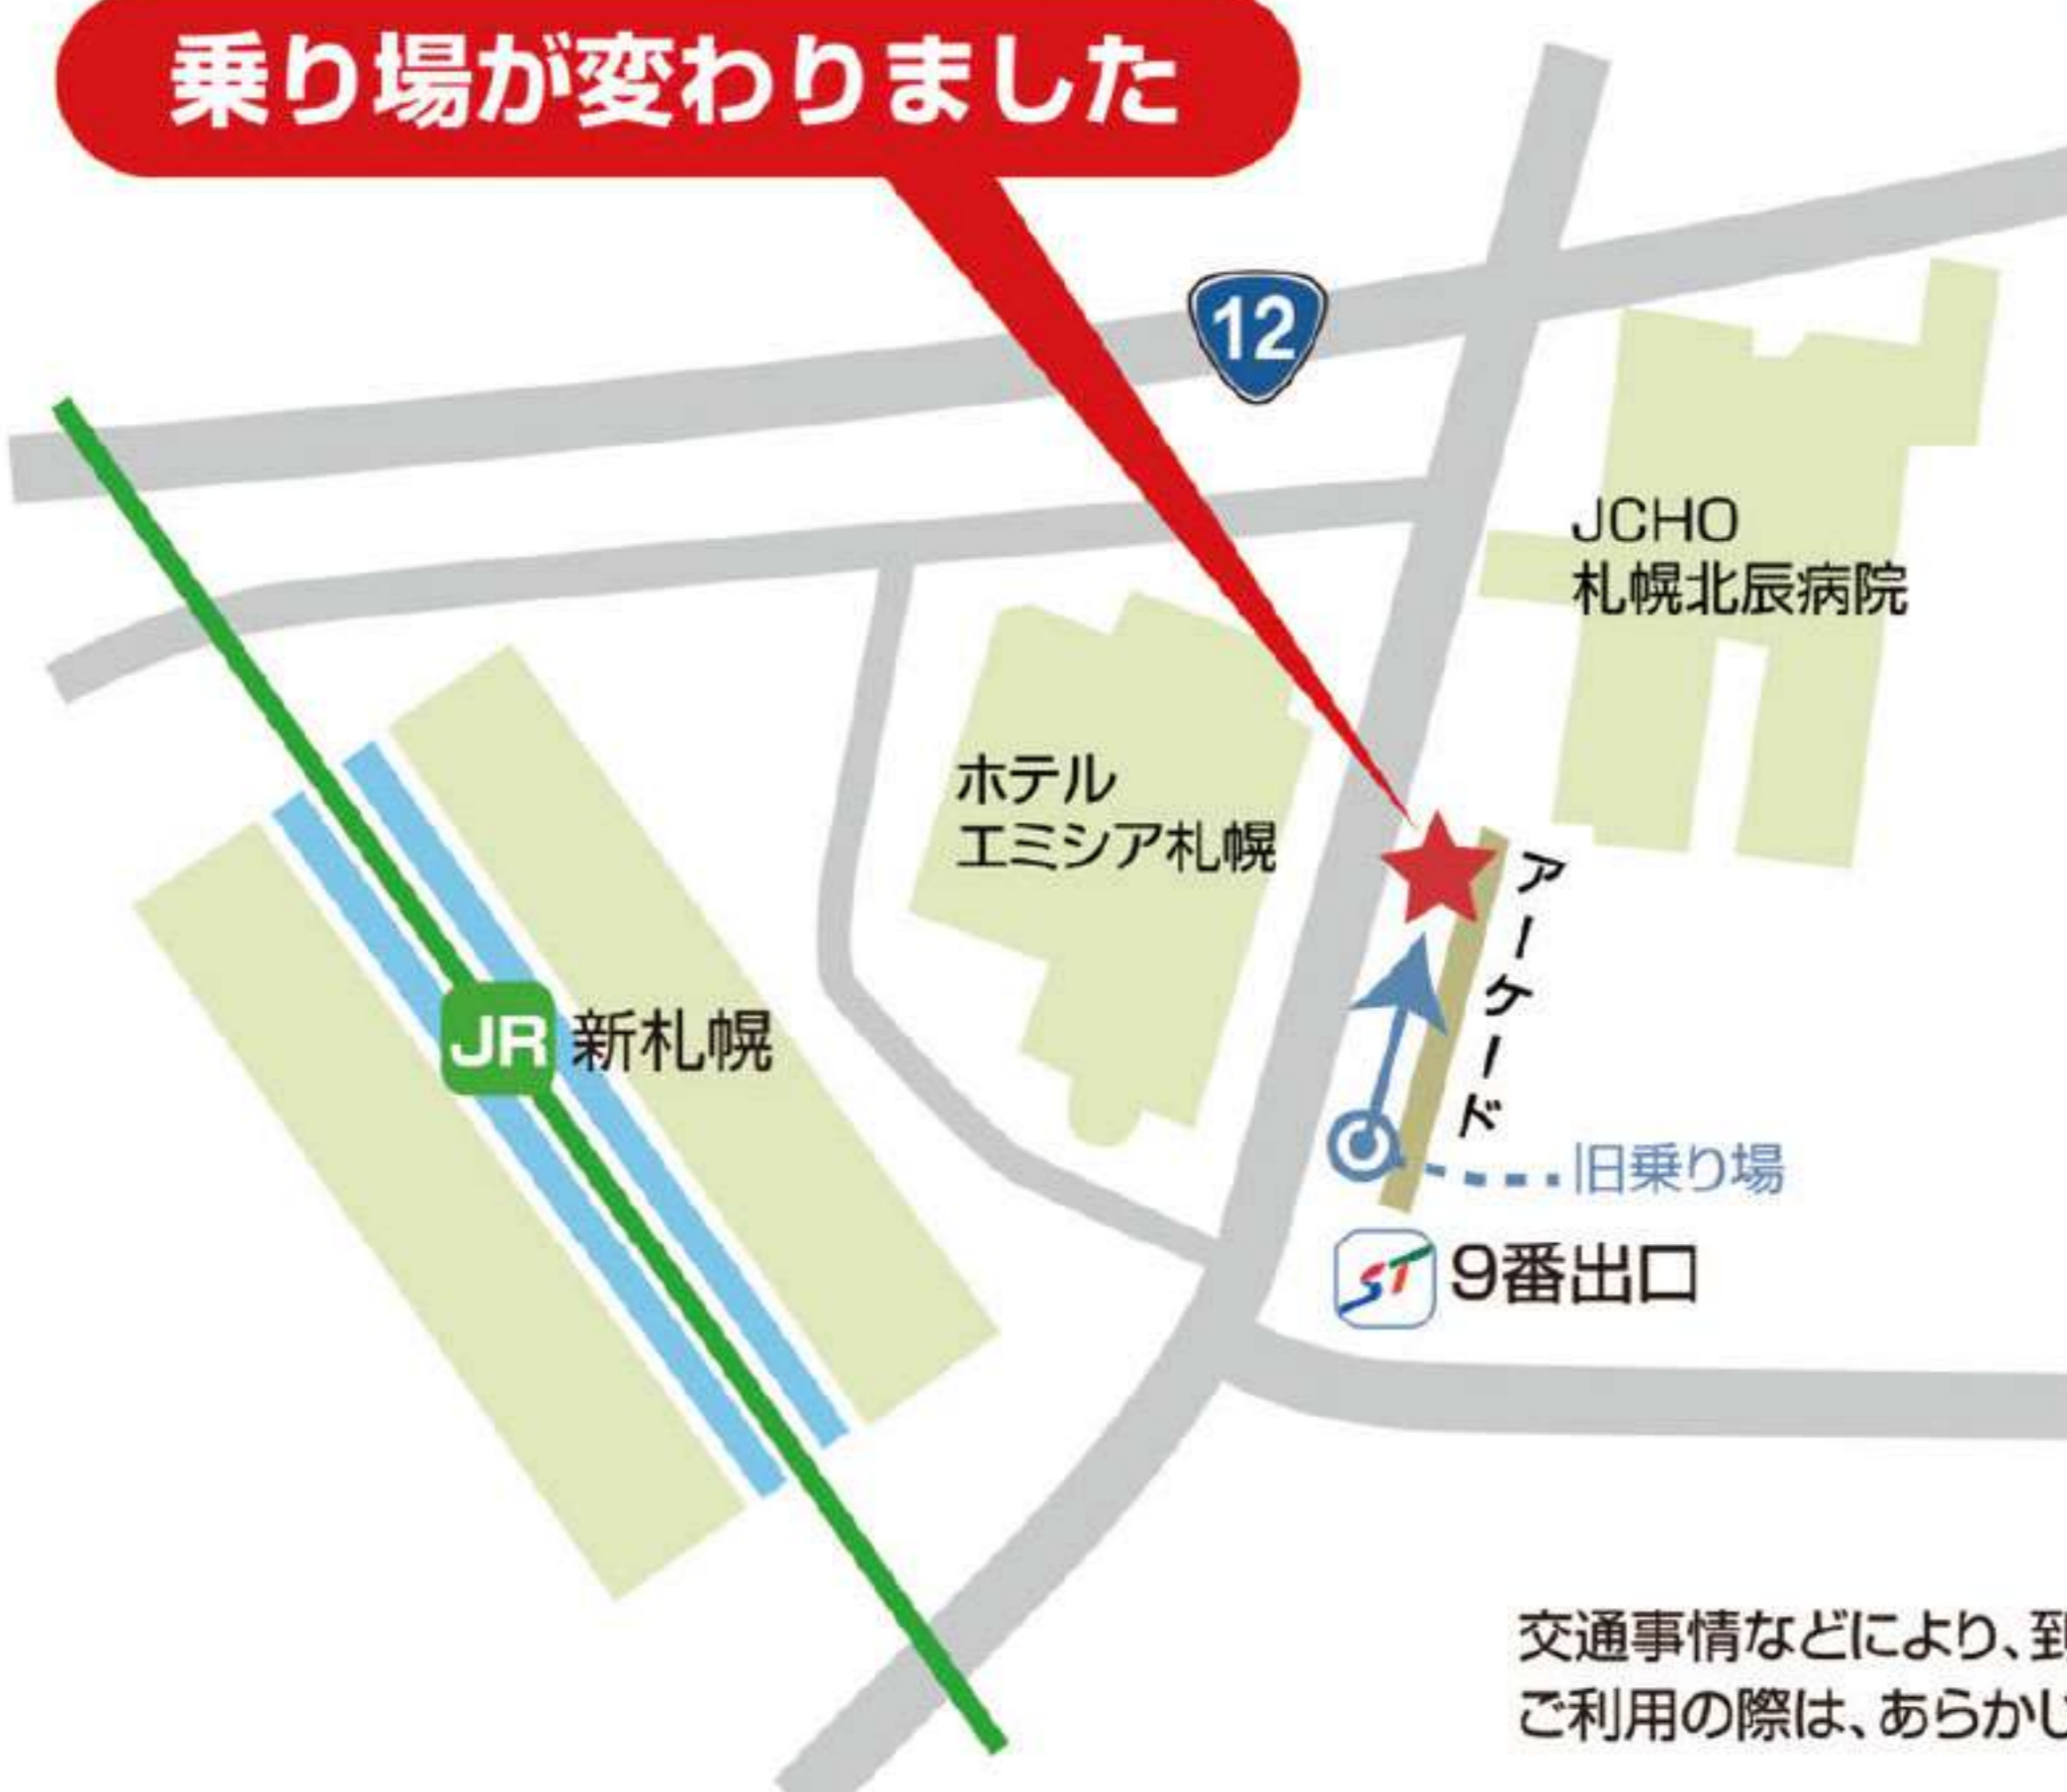 乗り場が変わりました
12
JCHO
札幌北辰病院
ホテル
エミシア札幌
アーケード
JR 新札幌
旧乗り場
ST 9番出口
交通事情などにより、到
ご利用の際は、あらかじ